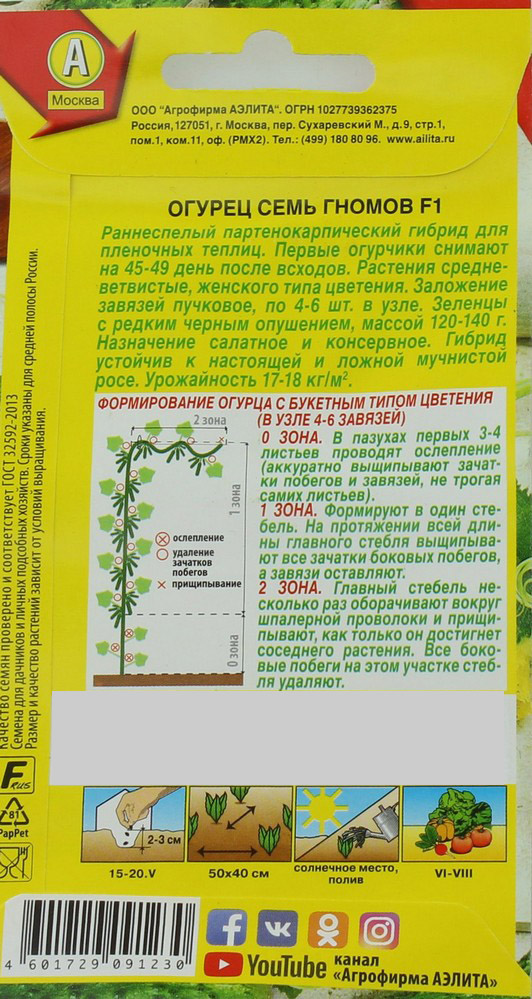 А
Москва
ООО "Агрофирма АЭЛИТА". ОГРН 1027739362375
Россия,127051, г. Москва, пер. Сухаревский М., д.9, стр.1,
пом.1, ком.11, оф. (РМХ2). Тел.: (499) 180 80 96. www.ailita.ru
ОГУРЕЦ СЕМЬ ГНОМОВ F1
Раннеспелый партенокарпический гибрид для
пленочных теплиц. Первые огурчики снимают
на 45-49 день после всходов. Растения средне-
ветвистые, женского типа цветения. Заложение
завязей пучковое, по 4-6 шт. в узле. Зеленцы
с редким черным опушением, массой 120-140 г.
Назначение салатное и консервное. Гибрид
устойчив к настоящей и ложной мучнистой
росе. Урожайность 17-18 кг/м².
ФОРМИРОВАНИЕ ОГУРЦА С БУКЕТНЫМ ТИПОМ ЦВЕТЕНИЯ
(В УЗЛЕ 4-6 ЗАВЯЗЕЙ)
0 ЗОНА. В пазухах первых 3-4
листьев проводят ослепление
(аккуратно выщипывают зачат-
ки побегов и завязей, не трогая
самих листьев).
1 ЗОНА. Формируют в один сте-
бель. На протяжении всей дли-
ны главного стебля выщипыва-
ют все зачатки боковых побегов,
а завязи оставляют.
2 ЗОНА. Главный стебель не-
сколько раз оборачивают вокруг
шпалерной проволоки и прищи-
пывают, как только он достигнет
соседнего растения. Все боко-
вые побеги на этом участке стеб-
ля удаляют.
2 зона
1 зона
0 зона
ослепление
удаление
зачатков
побегов
прищипывание
Качество семян проверено и соответствует ГОСТ 32592-2013
Семена для дачников и личных подсобных хозяйств. Сроки указаны для средней полосы России.
Размер и качество растений зависит от условий выращивания.
F RUS
81
PapPet
2-3 см
15-20.V
50х40 см
солнечное место,
полив
VI-VIII
4 601729 091230
YouTube канал
«Агрофирма АЭЛИТА»